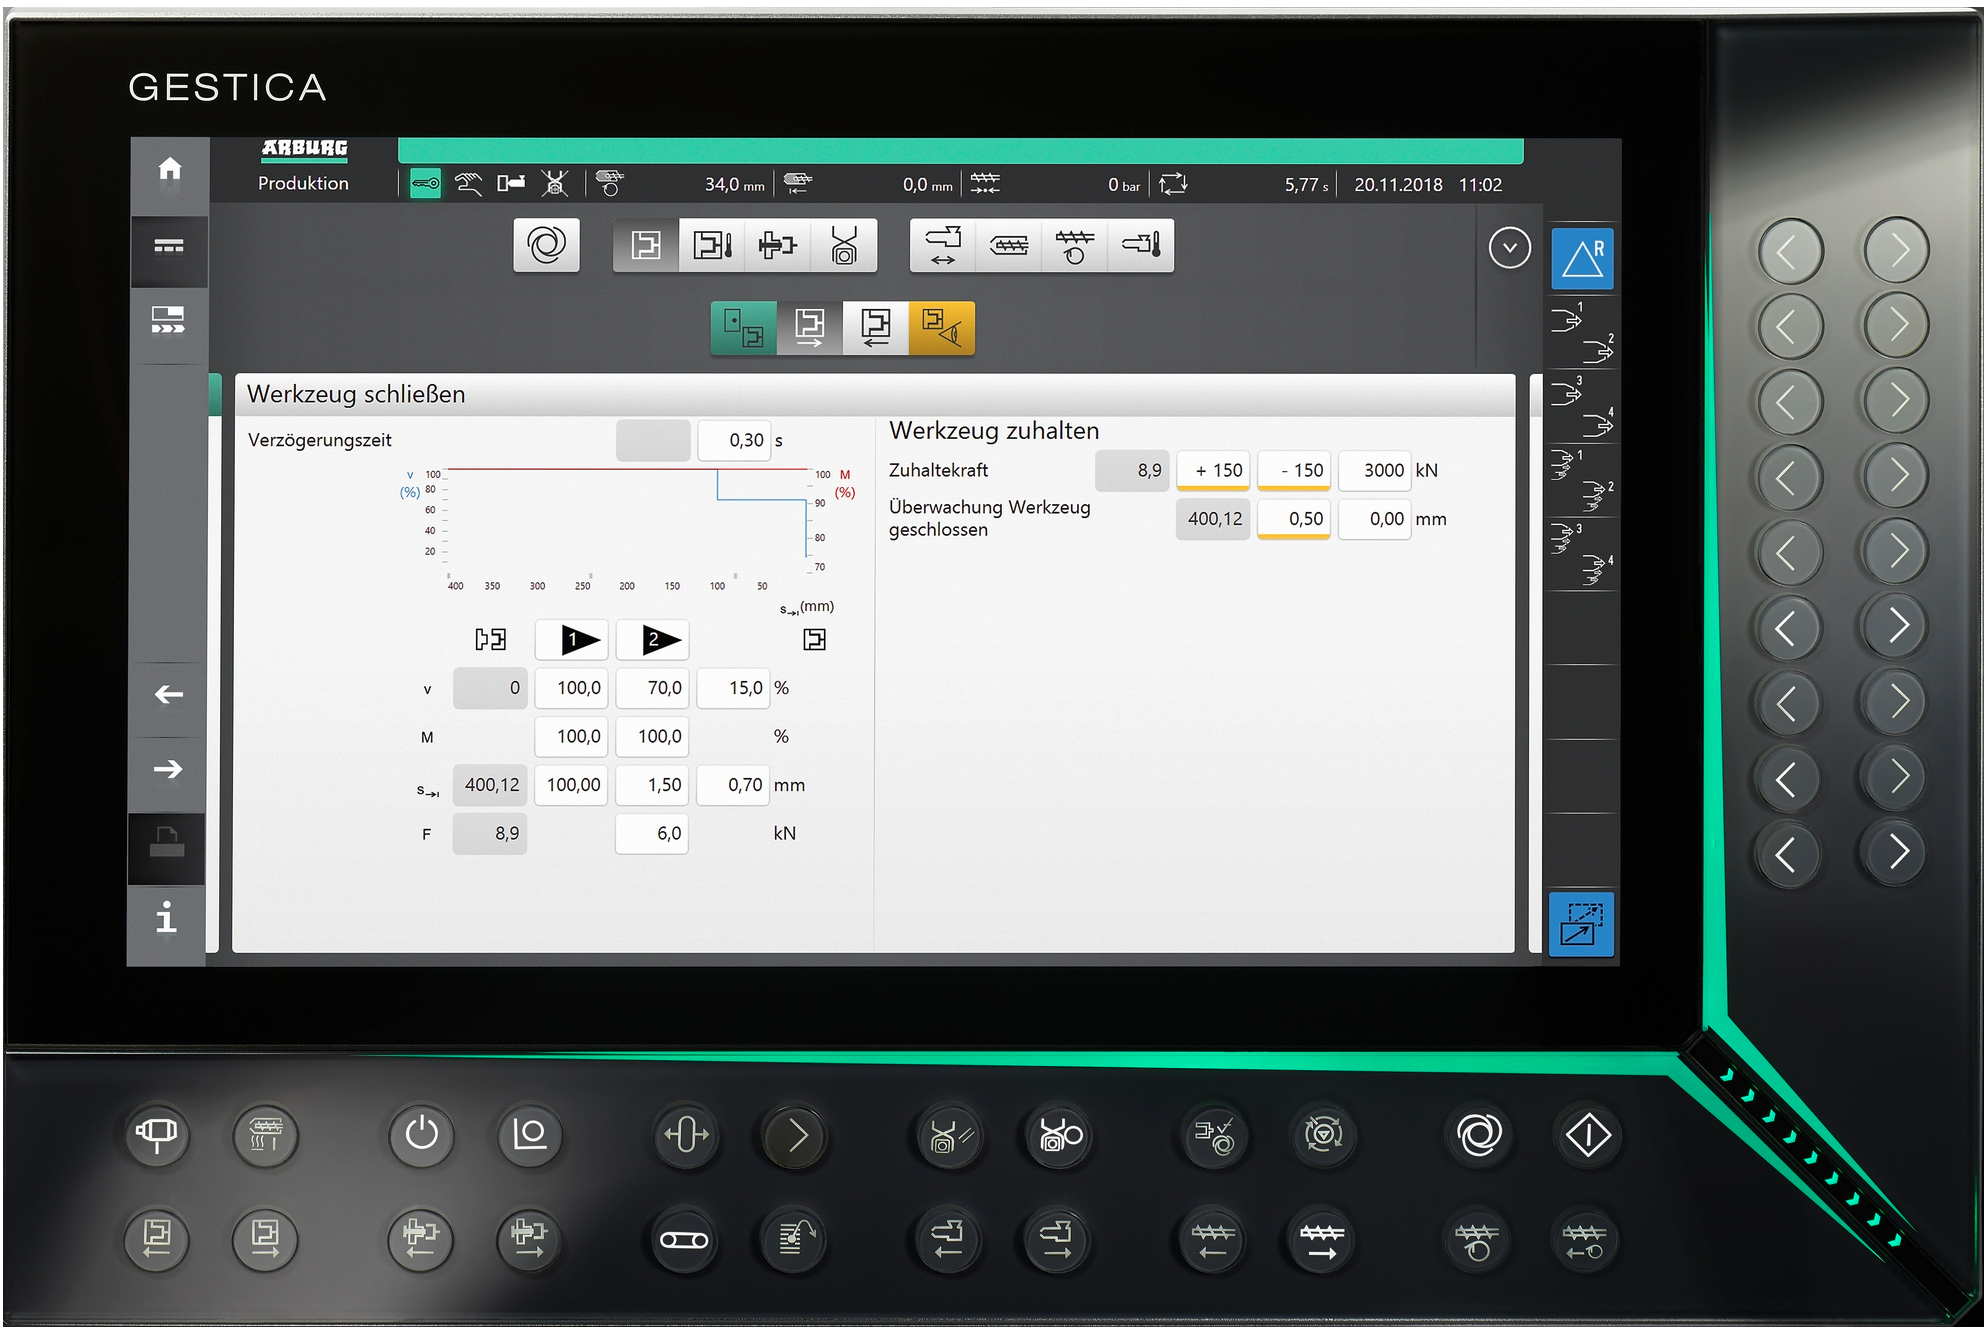 GESTICA
ARBURG
Produktion
34,0 mm 0,0 mm 0 bar 5,77 s 20.11.2018 11:02
R
1
2
3
4
1
2
3
4
Werkzeug schließen
Verzögerungszeit 0,30 s
v 100 100 M
(%) 80 90 (%)
60
40 80
20
70
400 350 300 250 200 150 100 50
s (mm)
1 2
v 0 100,0 70,0 15,0 %
M 100,0 100,0 %
s 400,12 100,00 1,50 0,70 mm
F 8,9 6,0 kN
Werkzeug zuhalten
Zuhaltekraft 8,9 + 150 - 150 3000 kN
Überwachung Werkzeug
geschlossen 400,12 0,50 0,00 mm
i